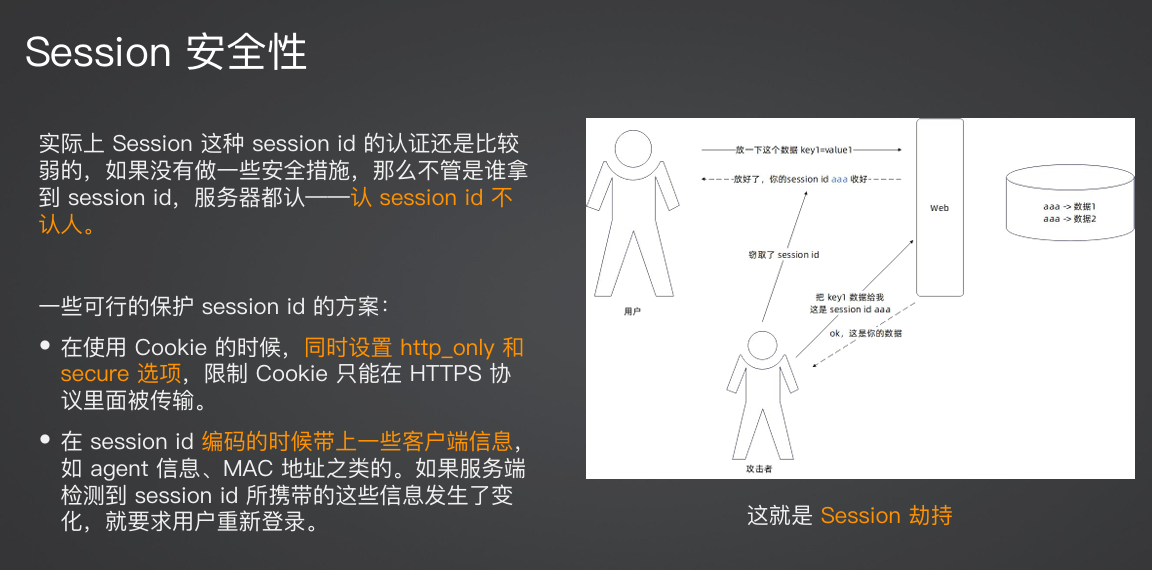 Session 安全性
实际上 Session 这种 session id 的认证还是比较
弱的，如果没有做一些安全措施，那么不管是谁拿
到 session id，服务器都认——认 session id 不
认人。
一些可行的保护 session id 的方案：
• 在使用 Cookie 的时候，同时设置 http_only 和
secure 选项，限制 Cookie 只能在 HTTPS 协
议里面被传输。
• 在 session id 编码的时候带上一些客户端信息，
如 agent 信息、MAC 地址之类的。如果服务端
检测到 session id 所携带的这些信息发生了变
化，就要求用户重新登录。
放一下这个数据 key1=value1
放好了，你的session id aaa 收好
Web
aaa -> 数据1
aaa -> 数据2
窃取了 session id
把 key1 数据给我
这是 session id aaa
ok，这是你的数据
用户
攻击者
这就是 Session 劫持